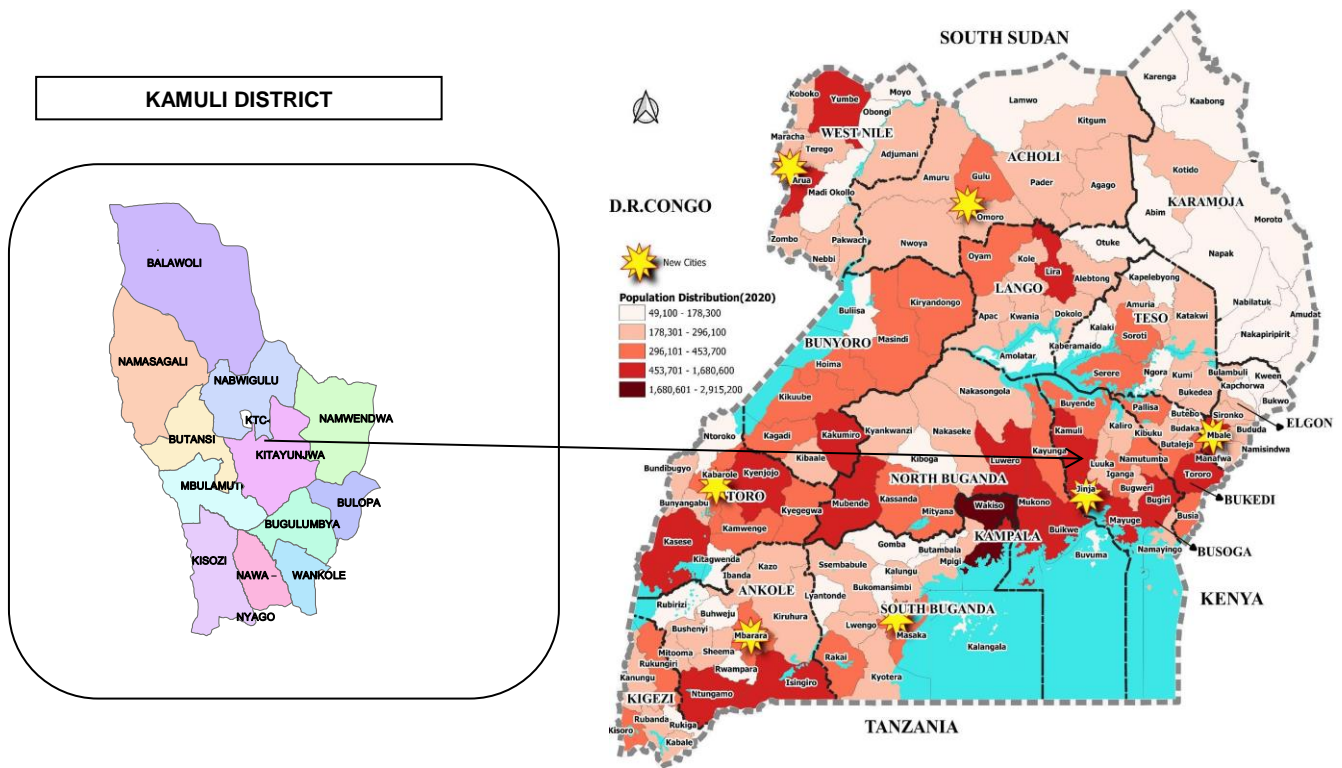 KAMULI DISTRICT
BALAWOLI
NAMASAGALI
NABWIGULU
KTC-
NAMWENDWA
BUTANSI
KITAYUNJWA
MBULAMUTI
BULOPA
BUGULUMBYA
KISOZI
NAWA –
WANKOLE
NYAGO
SOUTH SUDAN
D.R.CONGO
New Cities
Population Distribution(2020)
49,100 - 178,300
178,301 - 296,100
296,101 - 453,700
453,701 - 1,680,600
1,680,601 - 2,915,200
Karenga
Kaabong
Koboko
Yumbe
Moyo
Obongi
Lamwo
Kitgum
Maracha
WEST NILE
Terego
Adjumani
ACHOLI
Arua
Madi Okollo
Amuru
Gulu
Pader
Agago
Kotido
KARAMOJA
Abim
Moroto
Omoro
Zombo
Pakwach
Nebbi
Nwoya
Otuke
Napak
Oyam
Kole
Lira
Alebtong
Kapelebyong
LANGO
Kiryandongo
Buliisa
Apac
Kwania
Dokolo
Amuria
TESO
Katakwi
Nabilatuk
Amudat
Nakapiripirit
Kalaki
Soroti
Masindi
BUNYORO
Kaberamaido
Amolatar
Hoima
Serere
Ngora
Kumi
Bulambuli
Kween
Kapchorwa
Bukwo
Bukedea
Nakasongola
Kikuube
Buyende
Pallisa
Butebo
Sironko
ELGON
Ntoroko
Kagadi
Kakumiro
Kyankwanzi
Nakaseke
Kamuli
Kaliro
Kibuku
Budaka
Mbale
Bududa
Butaleja
Namisindwa
Manafwa
Kibaale
Kayunga
Luuka
Namutumba
Bundibugyo
Kabarole
Kyenjojo
Kiboga
Luwero
Iganga
Tororo
NORTH BUGANDA
Bugweri
Jinja
BUKEDI
Bunyangabu
TORO
Kyegegwa
Mubende
Kassanda
Mityana
Wakiso
Mukono
Bugiri
Busia
Mayuge
Kamwenge
Buikwe
KAMPALA
Kasese
Gomba
Butambala
Mpigi
Buvuma
Namayingo
BUSOGA
Kitagwenda
Kazo
Ssembabule
Kalungu
Ibanda
Bukomansimbi
KENYA
ANKOLE
Lyantonde
Rubirizi
Buhweju
Kiruhura
SOUTH BUGANDA
Bushenyi
Lwengo
Masaka
Mbarara
Sheema
Mitooma
Kalangala
Rukungiri
Rwampara
Rakai
Kanungu
Isingiro
Kyotera
Ntungamo
KIGEZI
Rubanda
Rukiga
Kisoro
Kabale
TANZANIA